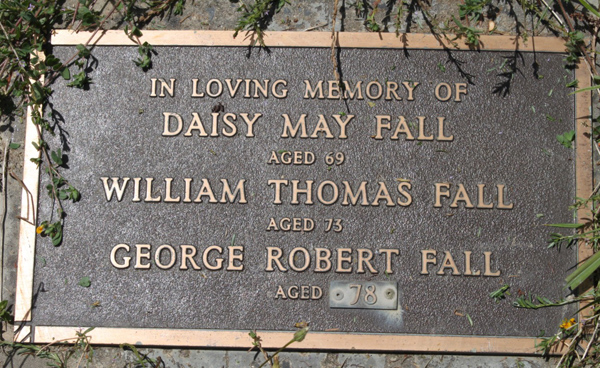 IN LOVING MEMORY OF
DAISY MAY FALL
AGED 69
WILLIAM THOMAS FALL
AGED 73
GEORGE ROBERT FALL
AGED 78